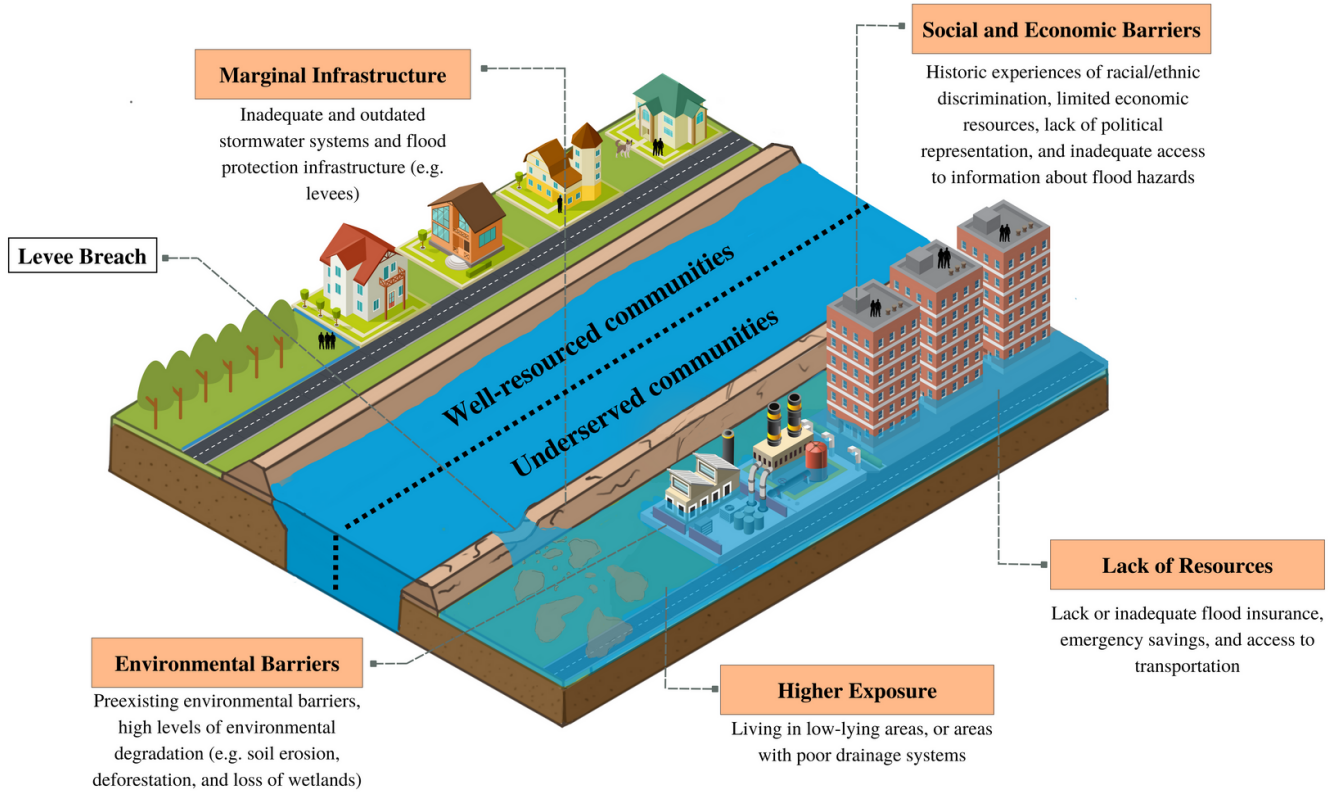 Social and Economic Barriers
Historic experiences of racial/ethnic
discrimination, limited economic
resources, lack of political
representation, and inadequate access
to information about flood hazards
Marginal Infrastructure
Inadequate and outdated
stormwater systems and flood
protection infrastructure (e.g.
levees)
Levee Breach
Well-resourced communities
Underserved communities
Lack of Resources
Lack or inadequate flood insurance,
emergency savings, and access to
transportation
Environmental Barriers
Preexisting environmental barriers,
high levels of environmental
degradation (e.g. soil erosion,
deforestation, and loss of wetlands)
Higher Exposure
Living in low-lying areas, or areas
with poor drainage systems